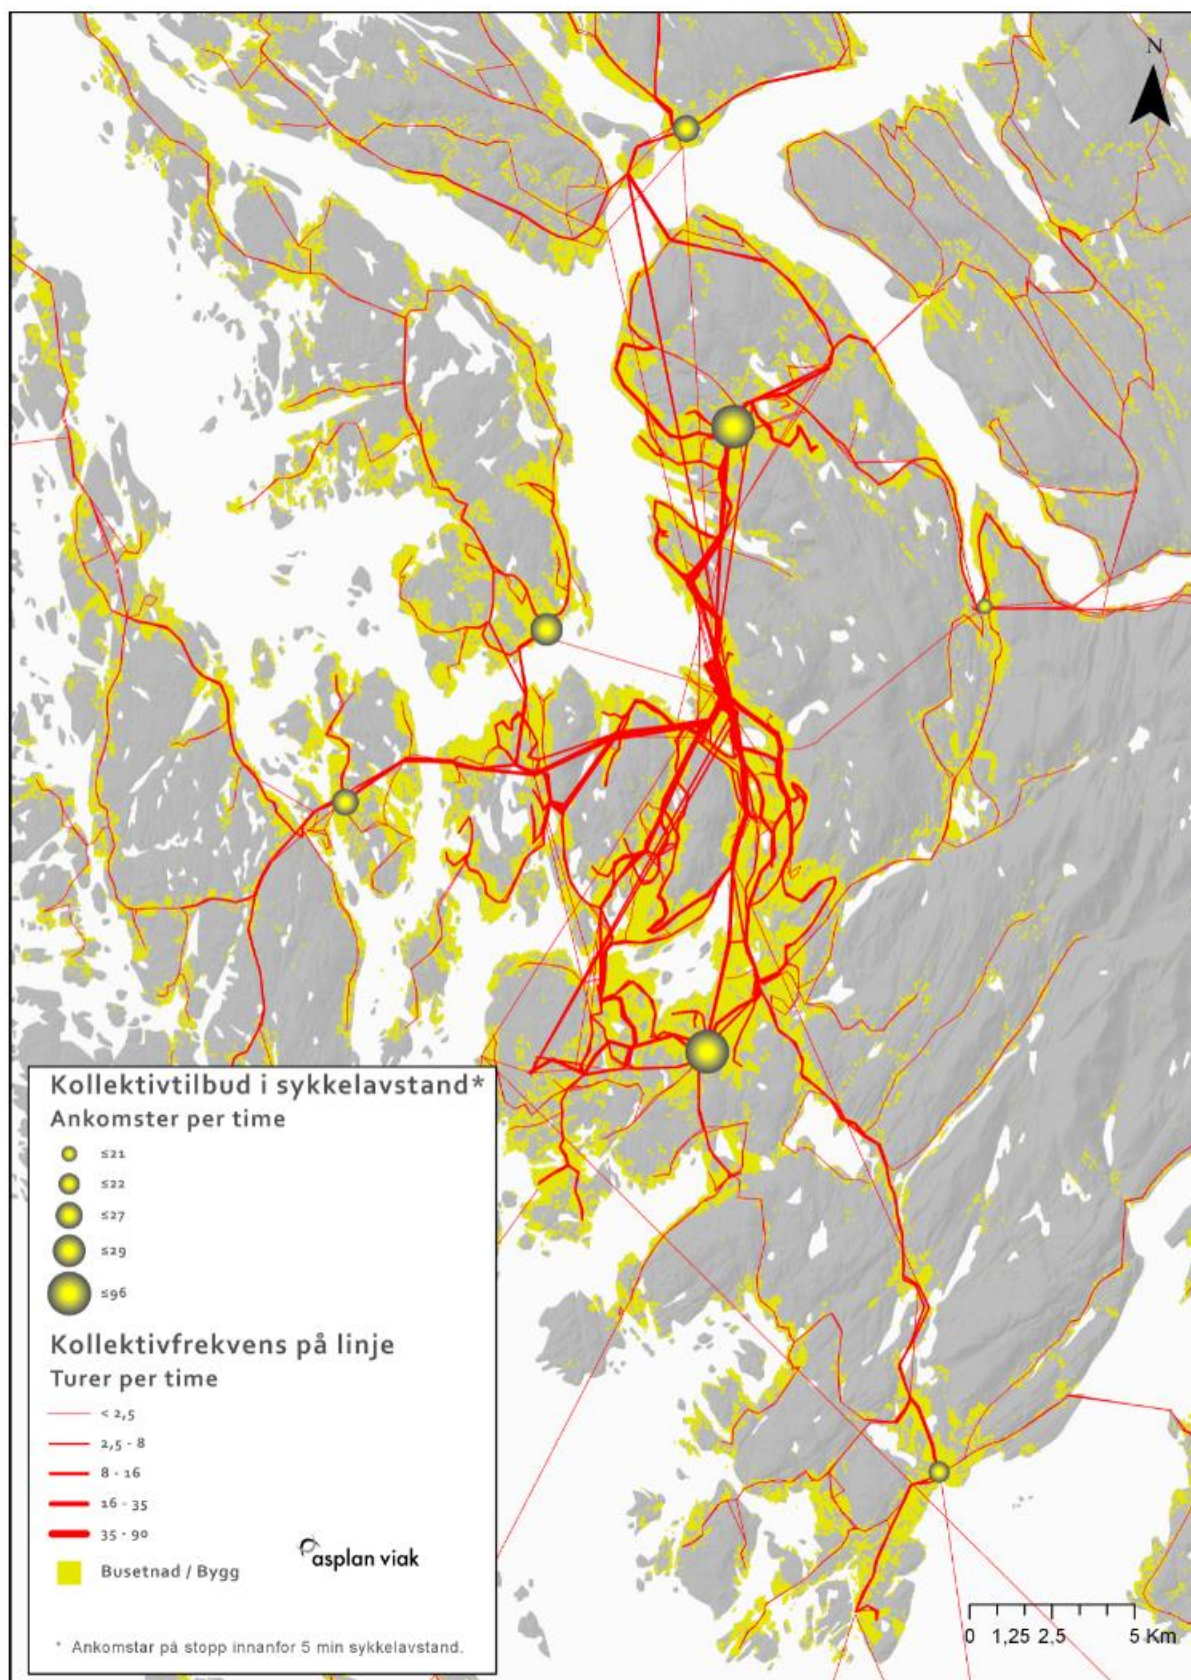 N
Kollektivtilbud i sykkelavstand*
Ankomster per time
≤21
≤22
≤27
≤29
≤96
Kollektivfrekvens på linje
Turer per time
< 2,5
2,5 - 8
8 - 16
16 - 35
35 - 90
asplan viak
Busetnad / Bygg
* Ankomstar på stopp innanfor 5 min sykkelavstand.
0 1,25 2,5 5 Km